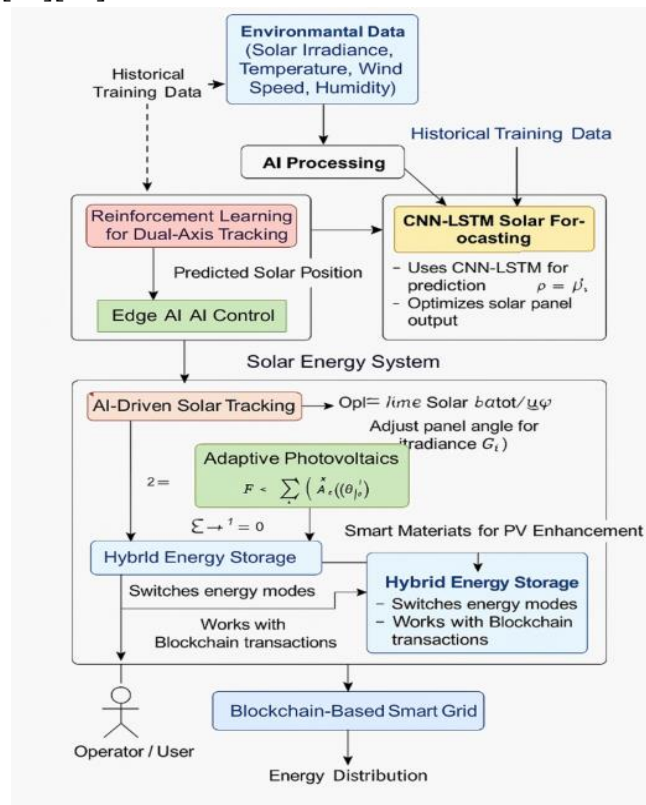 Environmantal Data
(Solar Irradiance,
Temperature, Wind
Speed, Humidity)
Historical
Training Data
AI Processing
Historical Training Data
Reinforcement Learning
for Dual-Axis Tracking
Predicted Solar Position
Edge AI AI Control
CNN-LSTM Solar For-
ocasting
- Uses CNN-LSTM for
prediction
- Optimizes solar panel
output
Solar Energy System
AI-Driven Solar Tracking
Solar
Adjust panel angle for
Adaptive Photovoltaics
2 =
Smart Materiats for PV Enhancement
HybrId Energy Storage
Switches energy modes
Works with
Blockchain transactions
Hybrid Energy Storage
- Switches energy modes
- Works with Blockchain
transactions
Operator / User
Blockchain-Based Smart Grid
Energy Distribution